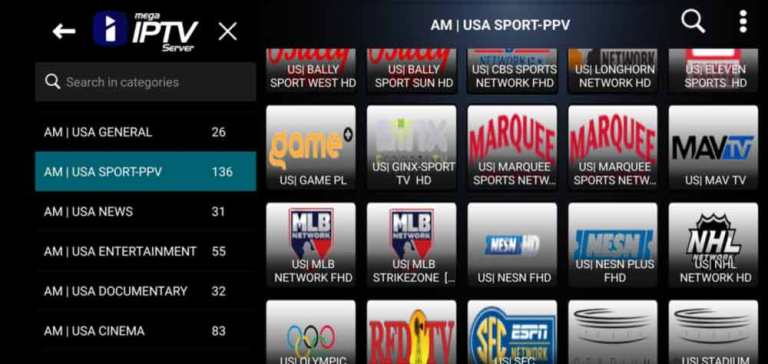 mega
IPTV
Server
AM | USA SPORT-PPV
Search in categories
AM | USA GENERAL 26
AM | USA SPORT-PPV 136
AM | USA NEWS 31
AM | USA ENTERTAINMENT 55
AM | USA DOCUMENTARY 32
AM | USA CINEMA 83
US| BALLY
SPORT WEST HD
US| BALLY
SPORT SUN HD
US| CBS SPORTS
NETWORK FHD
US| LONGHORN
NETWORK HD
US| ELEVEN
SPORTS HD
game+
US| GAME PL
GINX
US| GINX-SPORT
TV HD
MARQUEE
US| MARQUEE
SPORTS NETW...
MARQUEE
US| MARQUEE
SPORTS NETW...
MAVTV
US| MAV TV
MLB
NETWORK
US| MLB
NETWORK FHD
MLB
NETWORK
US| MLB
STRIKEZONE [...
NESN HD
US| NESN FHD
NESN
US| NESN PLUS
FHD
NHL
NETWORK
US| NHL
NETWORK HD
US| OLYMPIC
RFD TV
SEC ESPN
NETWORK
US| SEC
US| STADIUM